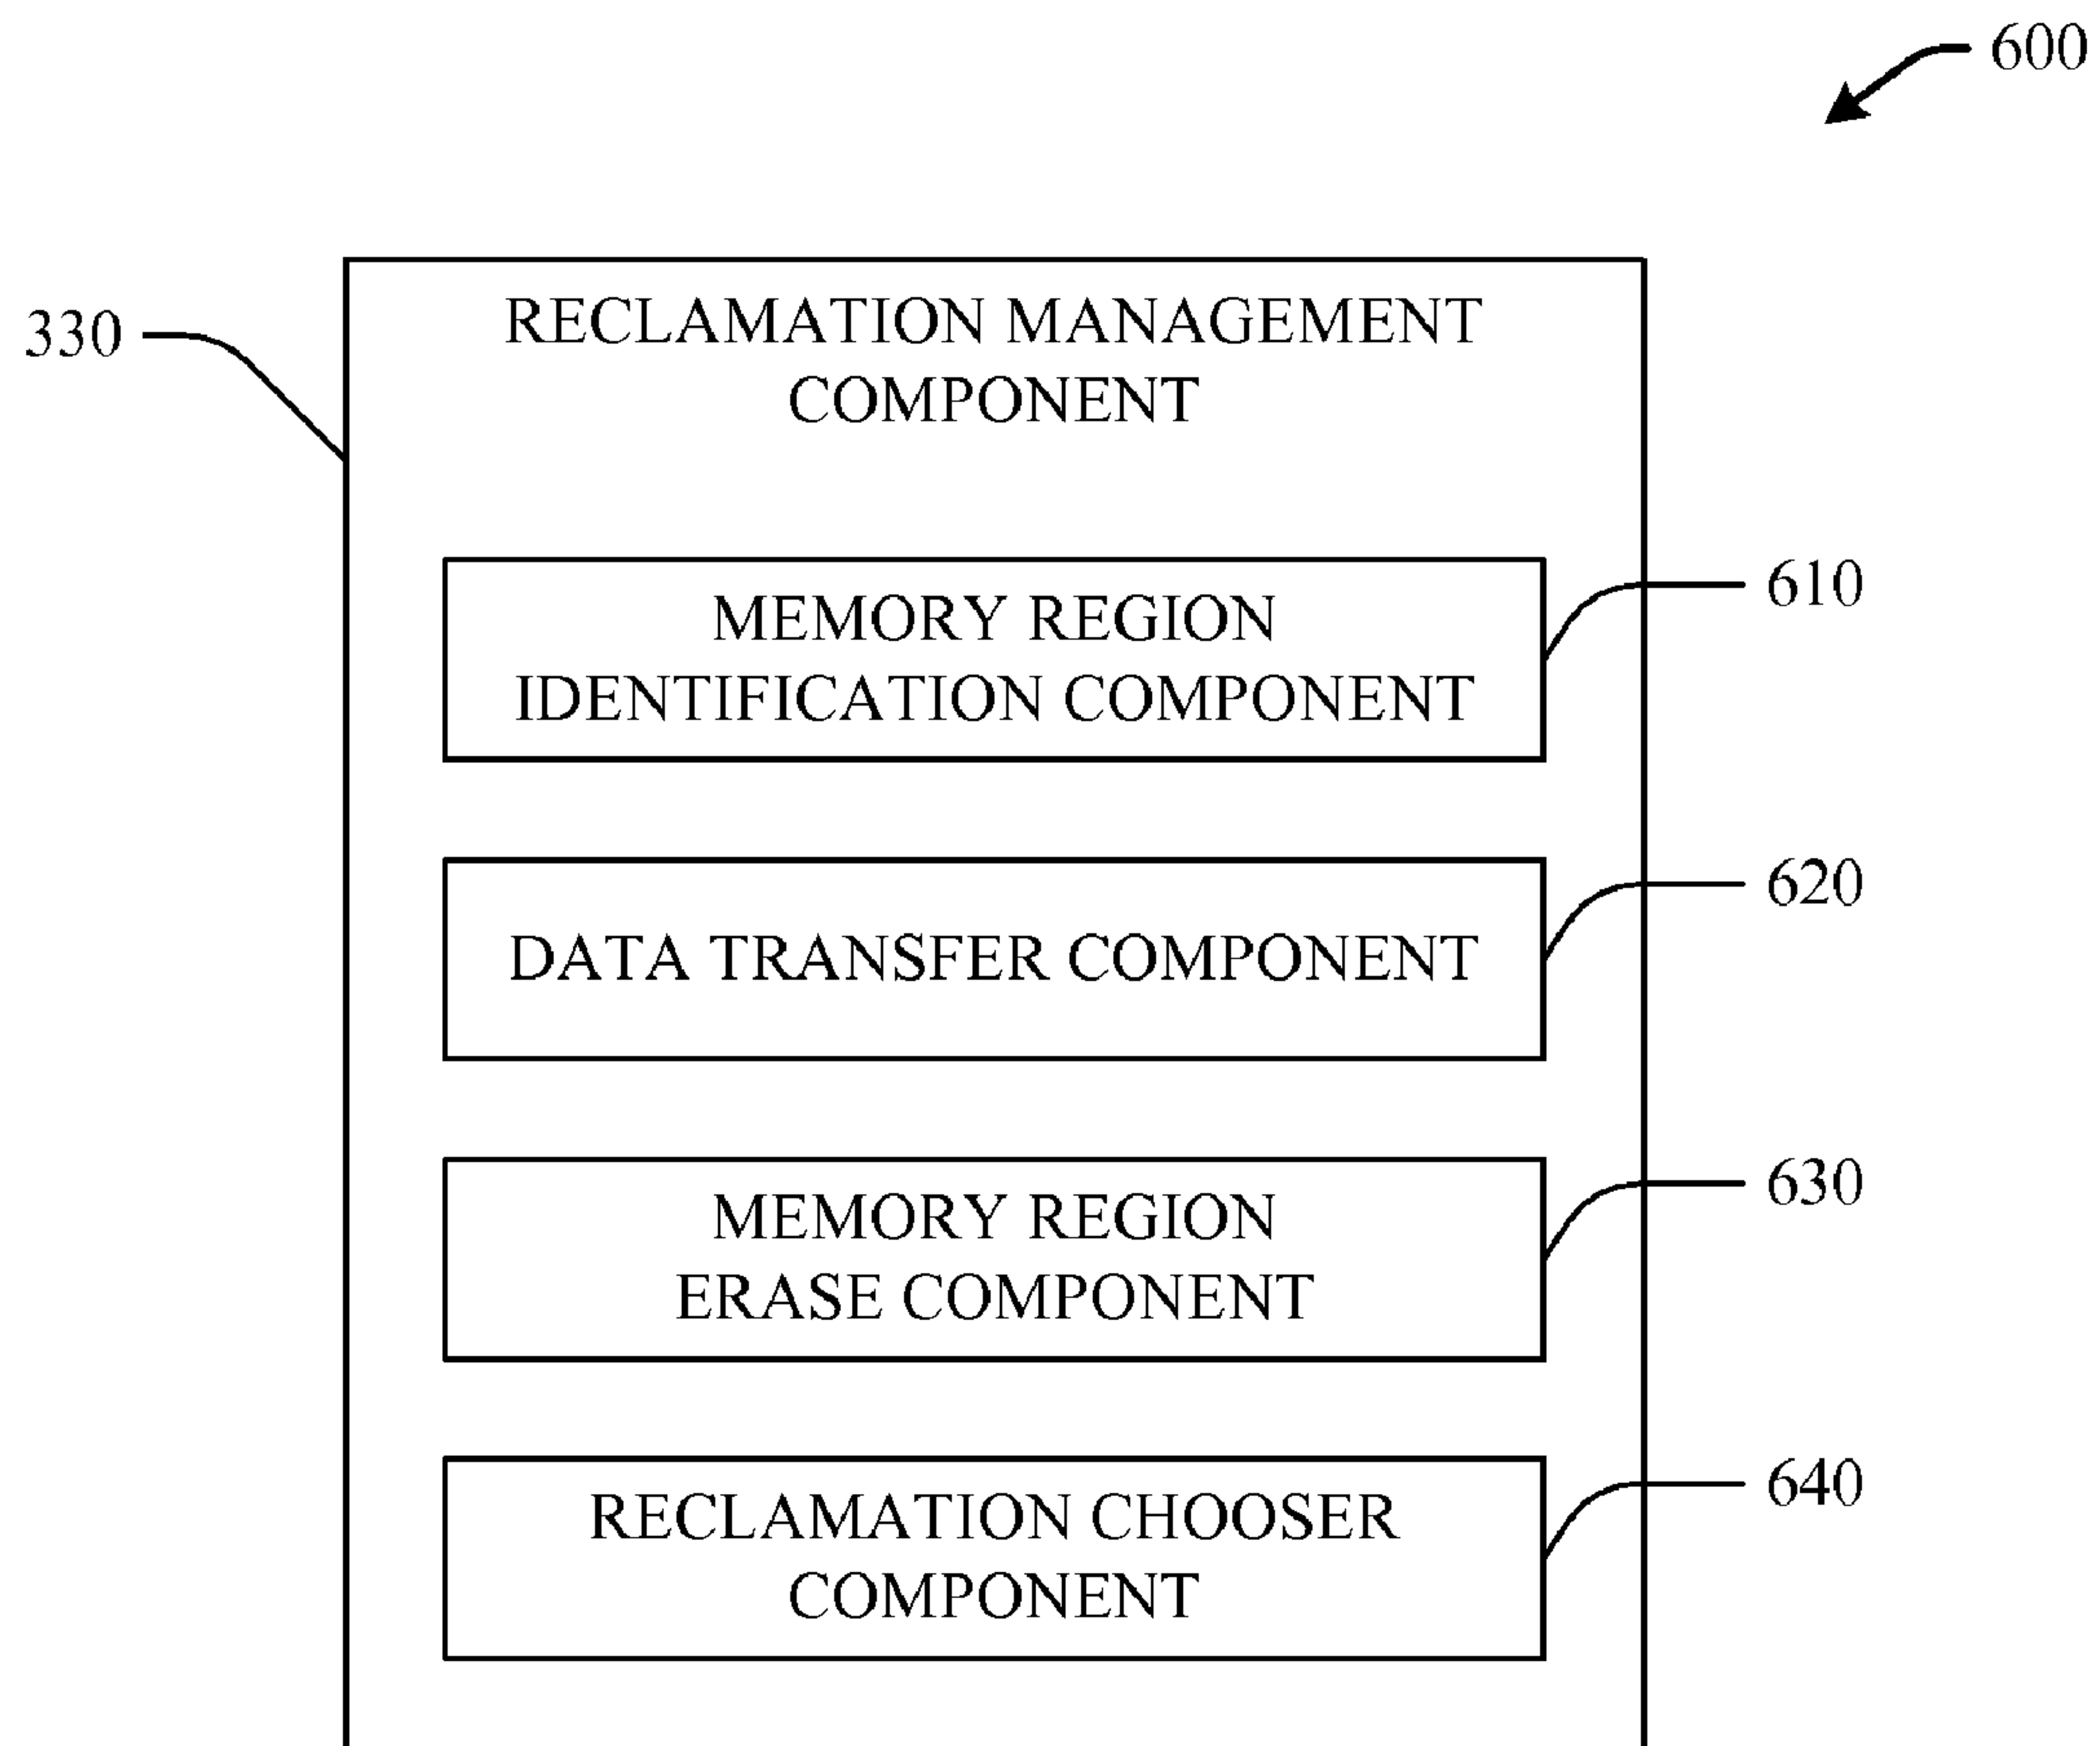 600
330
RECLAMATION MANAGEMENT
COMPONENT
610
MEMORY REGION
IDENTIFICATION COMPONENT
620
DATA TRANSFER COMPONENT
630
MEMORY REGION
ERASE COMPONENT
640
RECLAMATION CHOOSER
COMPONENT